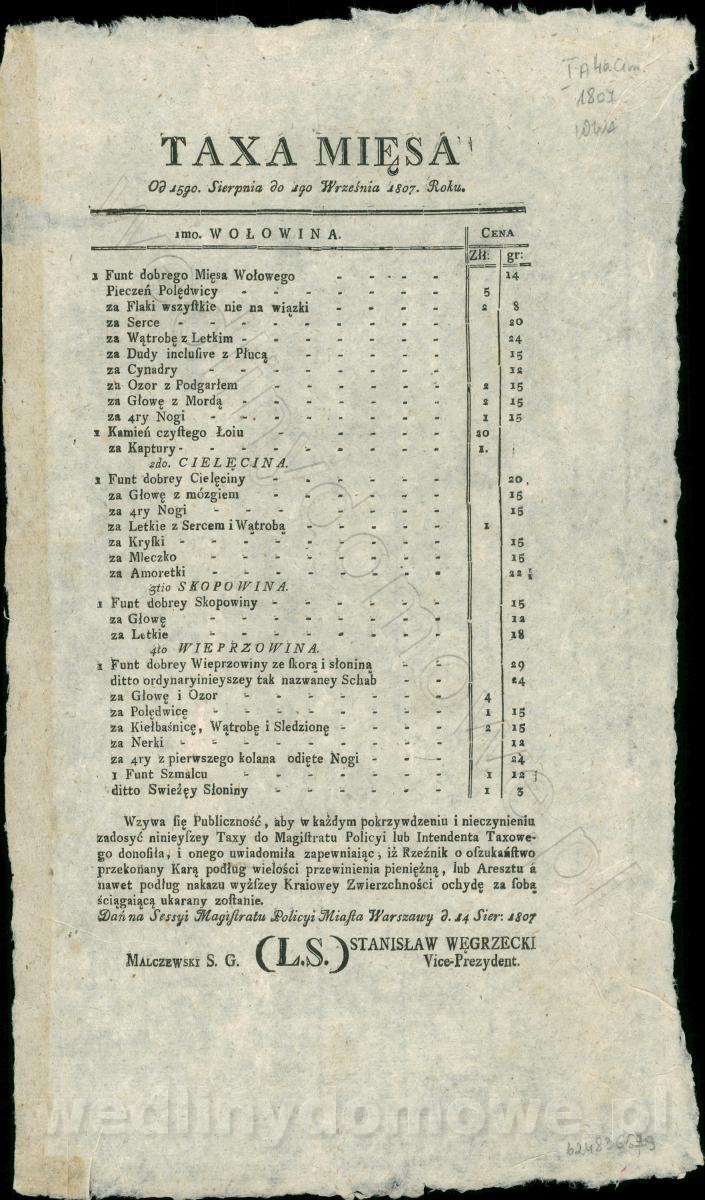 1807
TAXA MIĘSA
Od 15go. Sierpnia do 1go Września 1807. Roku.
1mo. WOŁOWINA. CENA
Złł: gr:
1 Funt dobrego Mięsa Wołowego - - - - 14
Pieczeń Polędwicy - - - - - - 5
za Flaki wszyſtkie nie na wiązki - - - - 2 8
za Serce - - - - - - - - 20
za Wątrobę z Letkim - - - - - - - 24
za Dudy incluſive z Płucą - - - - - 15
za Cynadry - - - - - - - 12
za Ozor z Podgarłem - - - - - - 2 15
za Głowę z Mordą - - - - - - - 2 15
za 4ry Nogi - - - - - - - - 1 15
1 Kamień czyſtego Łoiu - - - - - - 20
za Kaptury - - - - - - - - - 1.
2do. CIELĘCINA.
1 Funt dobrey Cielęciny - - - - - - 20
za Głowę z mózgiem - - - - - - 15
za 4ry Nogi - - - - - - - - 15
za Letkie z Sercem i Wątrobą - - - - - 1
za Kryſki - - - - - - - - - 15
za Mleczko - - - - - - - - 15
za Amoretki - - - - - - - - 22 ½
3tio SKOPOWINA.
1 Funt dobrey Skopowiny - - - - - - 15
za Głowę - - - - - - - - 12
za Letkie - - - - - - - - 18
4to WIEPRZOWINA.
1 Funt dobrey Wieprzowiny ze ſkorą i słoniną - - 29
ditto ordynaryinieyszey tak nazwaney Schab - - 24
za Głowę i Ozor - - - - - - - 4
za Polędwicę - - - - - - - - 1 15
za Kiełbaśnicę, Wątrobę i Sledzionę - - - - 2 15
za Nerki - - - - - - - - - 12
za 4ry z pierwszego kolana odięte Nogi - - - 24
1 Funt Szmalcu - - - - - - - 1 12
ditto Swieżęy Słoniny - - - - - - 1 3
Wzywa ſię Publiczność, aby w każdym pokrzywdzeniu i nieczynieniu
zadosyć ninieyſzey Taxy do Magiſtratu Policyi lub Intendenta Taxowe-
go donoſiła, i onego uwiadomiła zapewniaiąc, iż Rzeźnik o oſzukańſtwo
przekonany Karą podług wielości przewinienia pieniężną, lub Aresztu a
nawet podług nakazu wyźſzey Kraiowey Zwierzchności ochydę za ſobą
ściągaiącą ukarany zoſtanie.
Dań na Sessyi Magiſtratu Policyi Miaſta Warszawy d. 14 Sier: 1807
MALCZEWSKI S. G. (L.S.) STANISŁAW WĘGRZECKI
Vice-Prezydent.
wedlinydomowe.pl